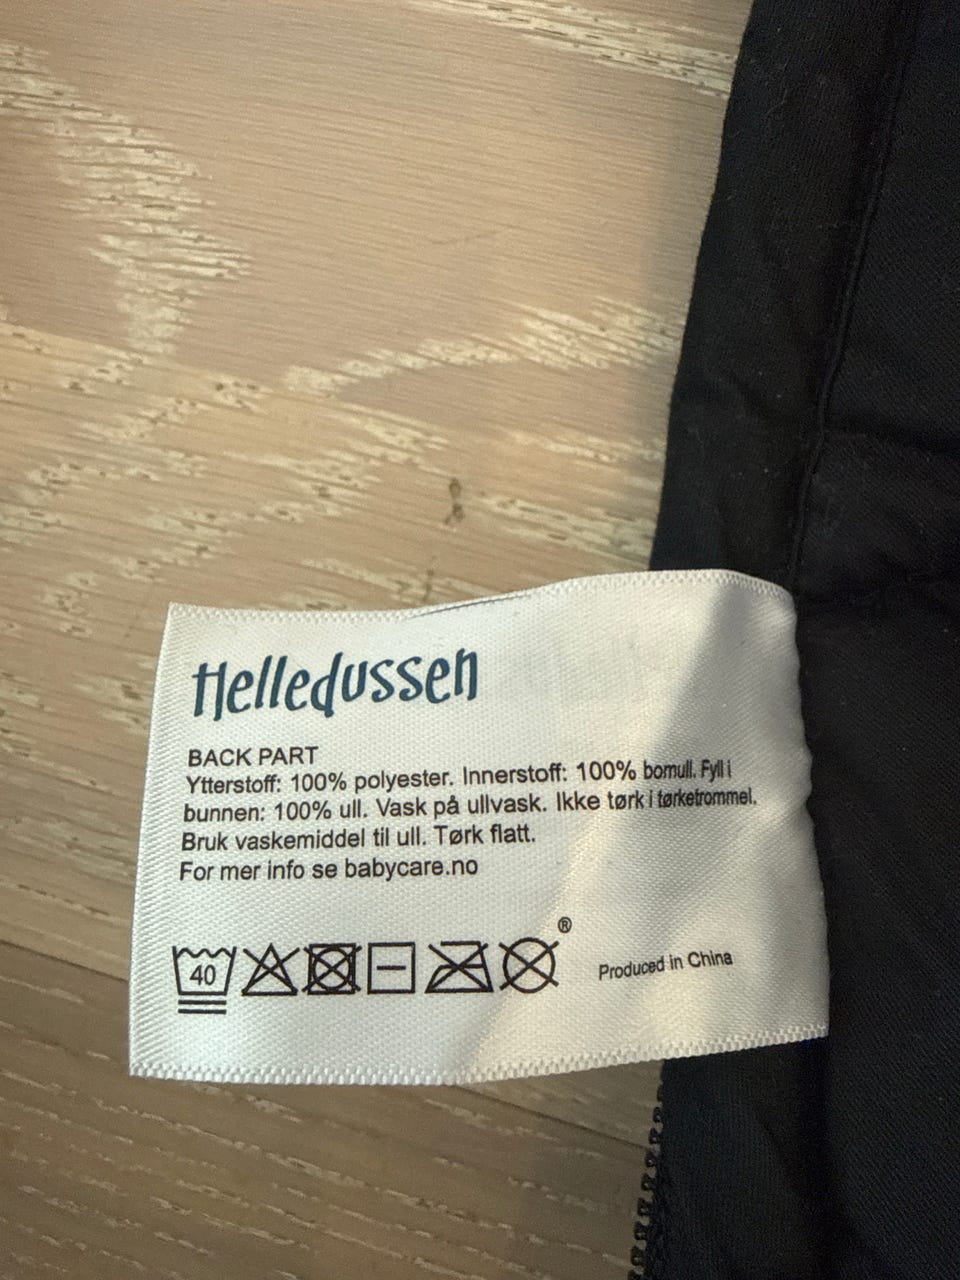 Helledussen
BACK PART
Ytterstoff: 100% polyester. Innerstoff: 100% bomull. Fyll i
bunnen: 100% ull. Vask på ullvask. Ikke tørk i tørketrommel.
Bruk vaskemiddel til ull. Tørk flatt.
For mer info se babycare.no
40 ® Produced in China